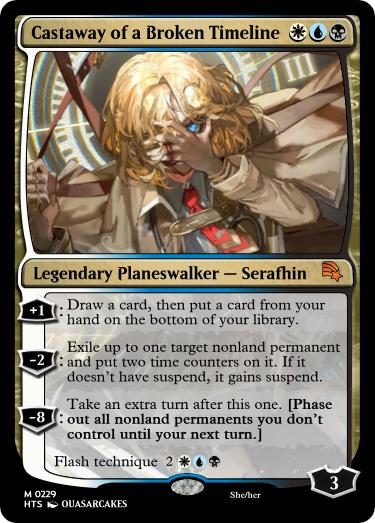 Castaway of a Broken Timeline
Legendary Planeswalker — Serafhin
+1: Draw a card, then put a card from your
hand on the bottom of your library.
-2: Exile up to one target nonland permanent
and put two time counters on it. If it
doesn't have suspend, it gains suspend.
-8: Take an extra turn after this one. [Phase
out all nonland permanents you don't
control until your next turn.]
Flash technique 2
3
M 0229
HTS QUASARCAKES
She/her